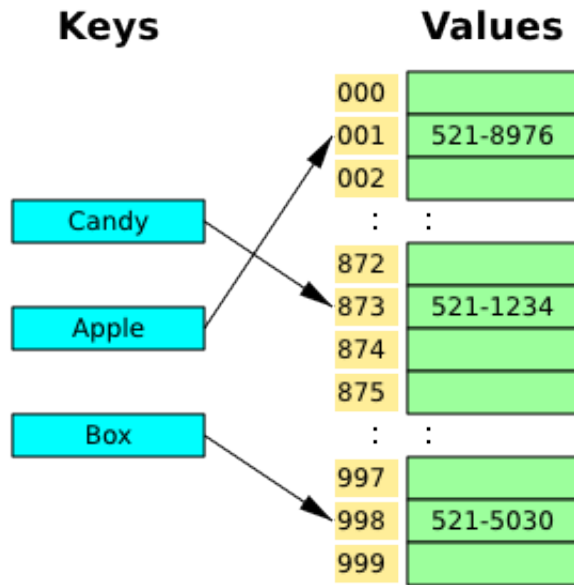 Keys
Values
000
001 521-8976
002
: :
Candy
872
873 521-1234
Apple
874
875
Box
: :
997
998 521-5030
999